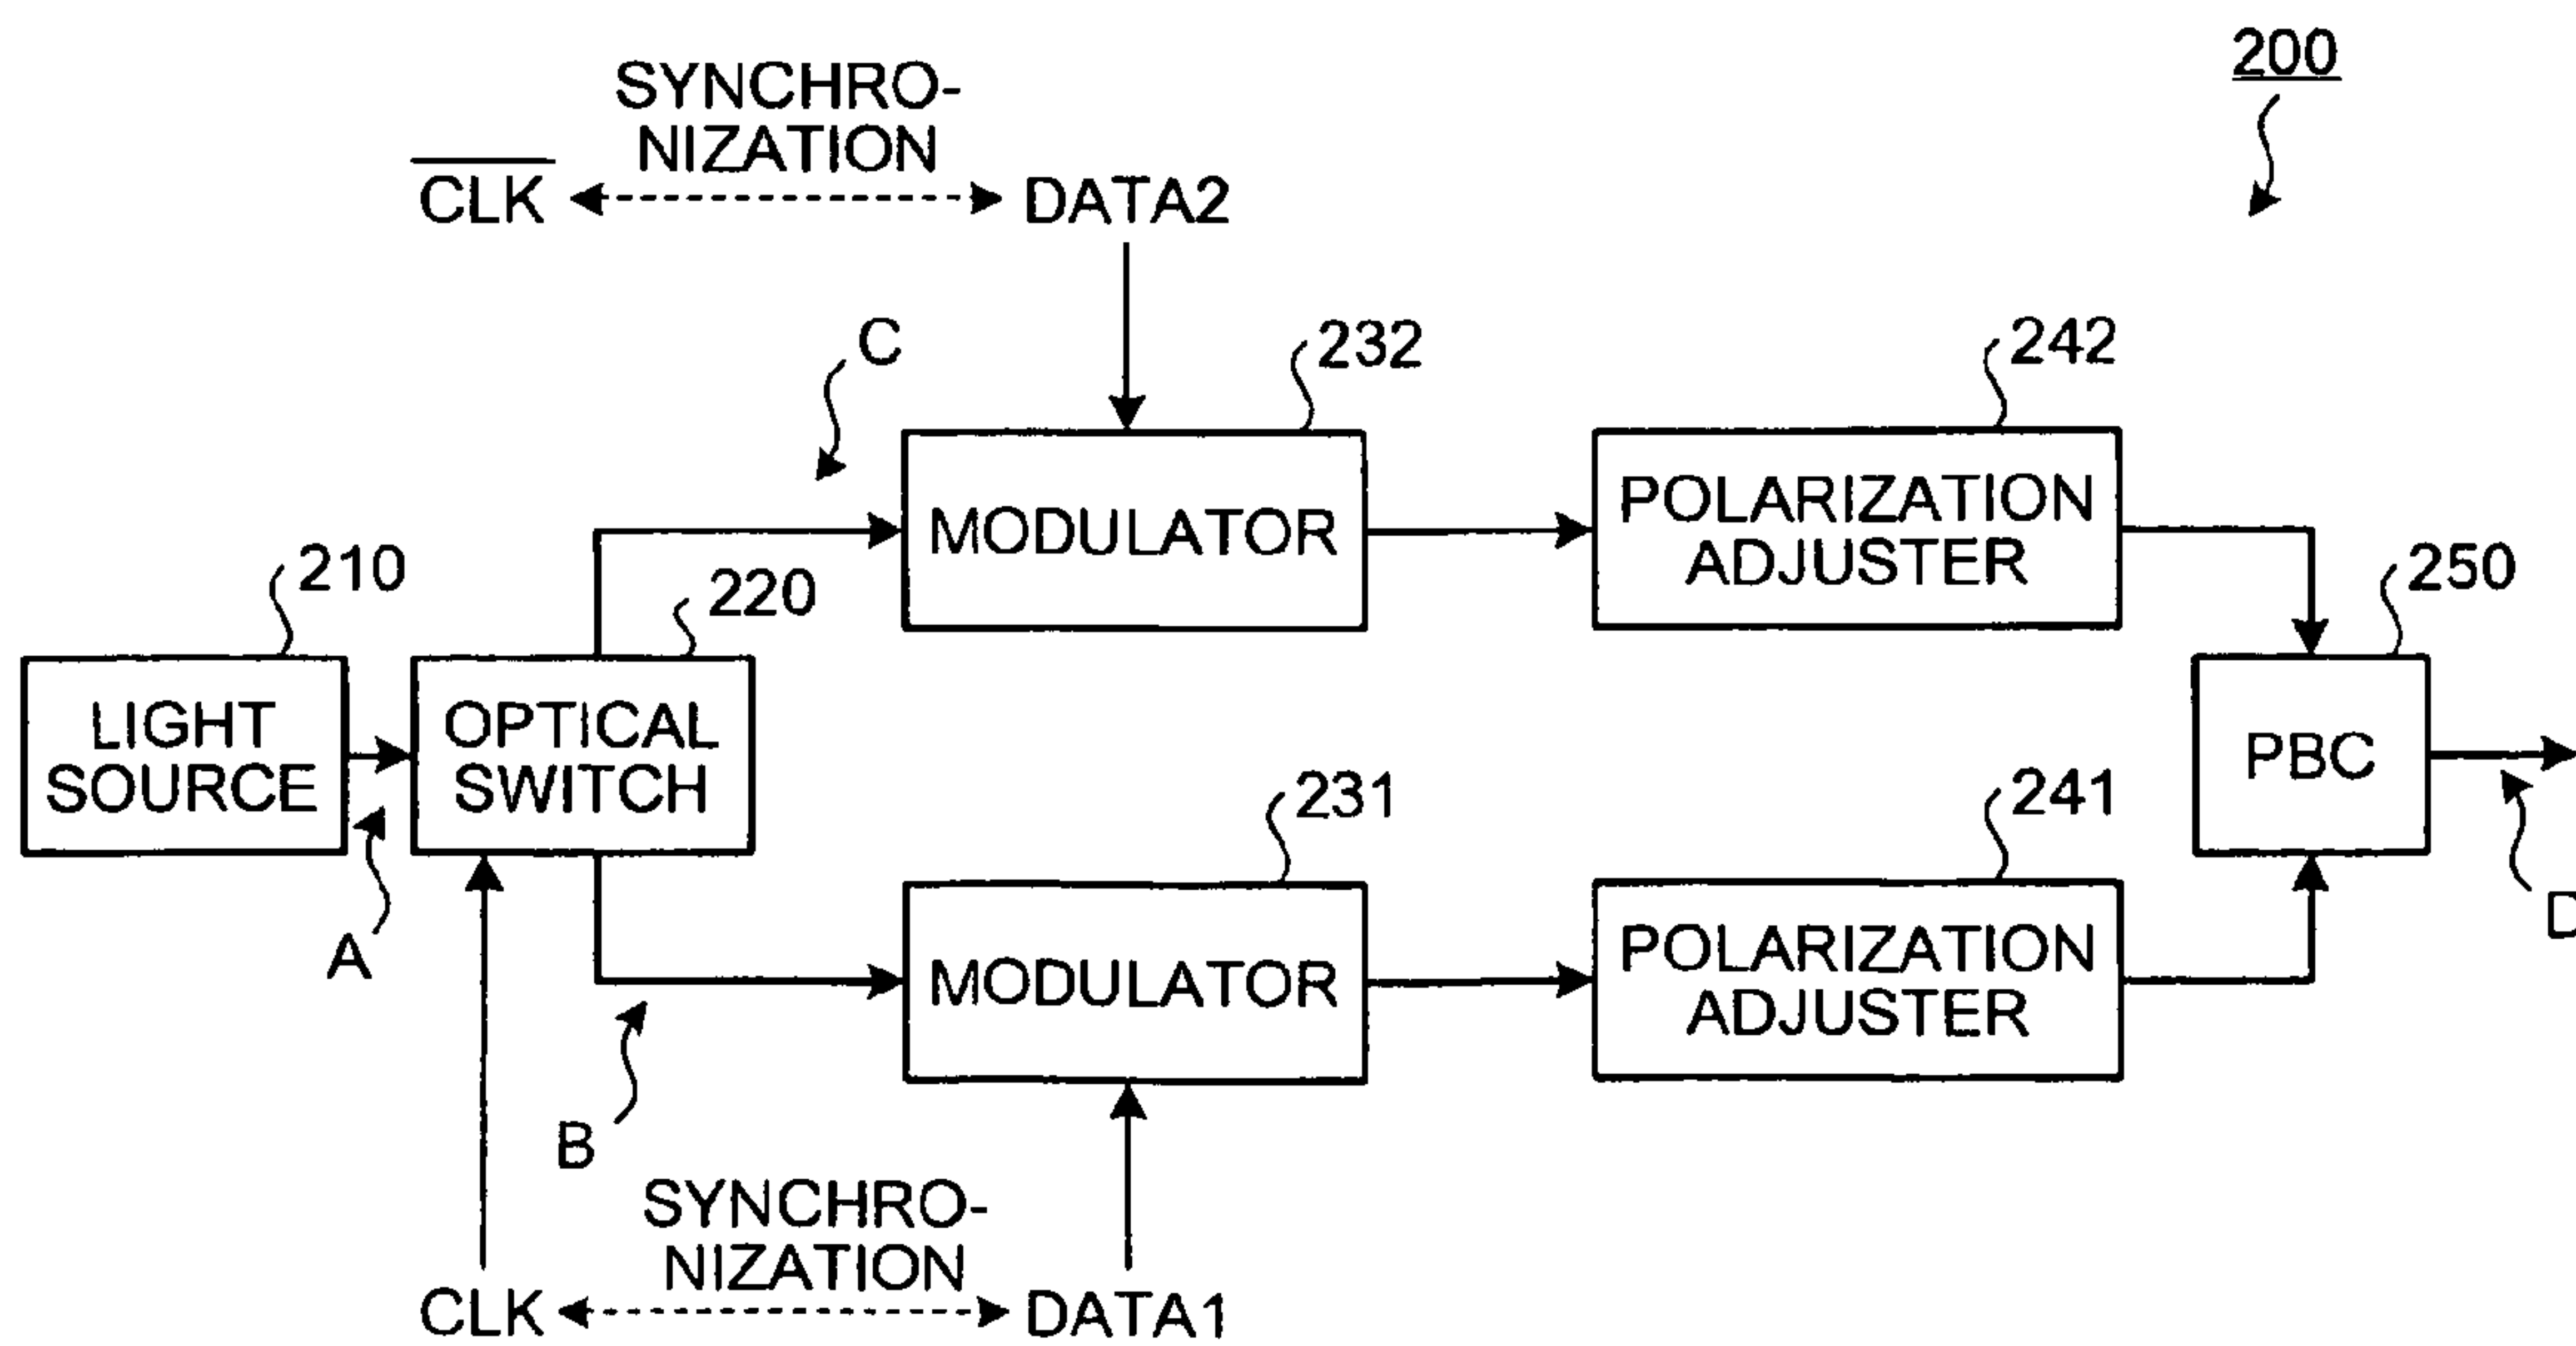 200
SYNCHRO-
NIZATION
C̅L̅K̅
DATA2
C
232
242
MODULATOR
POLARIZATION
ADJUSTER
210
220
250
LIGHT
SOURCE
OPTICAL
SWITCH
PBC
231
241
A
D
MODULATOR
POLARIZATION
ADJUSTER
B
SYNCHRO-
NIZATION
CLK
DATA1